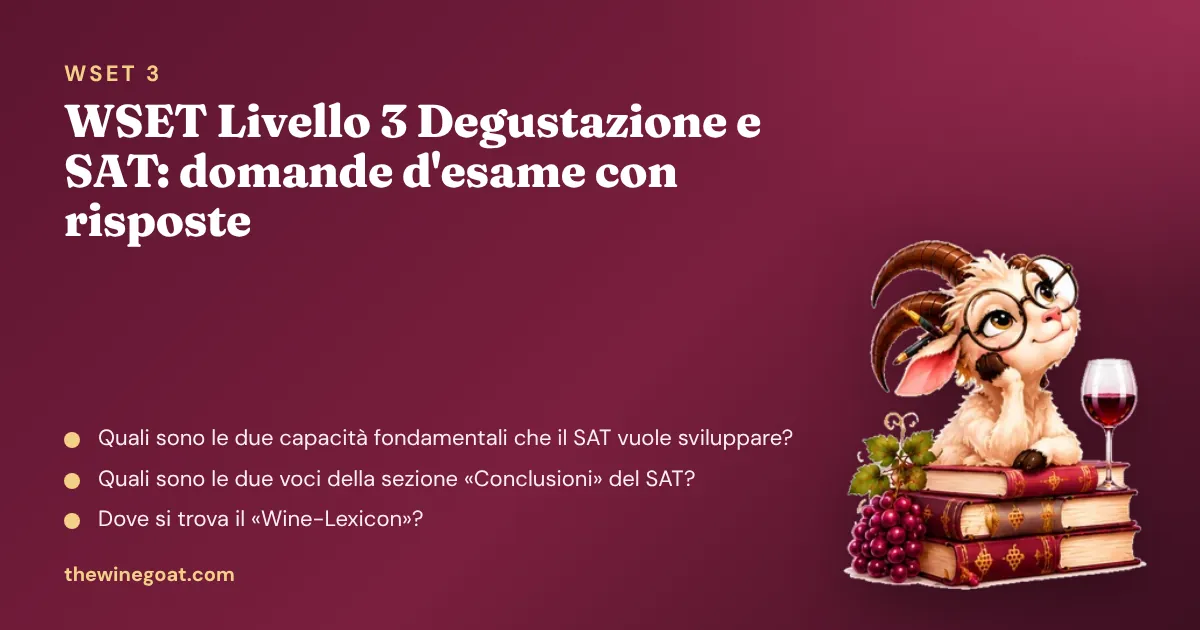 WSET 3
WSET Livello 3 Degustazione e
SAT: domande d'esame con
risposte
Quali sono le due capacità fondamentali che il SAT vuole sviluppare?
Quali sono le due voci della sezione «Conclusioni» del SAT?
Dove si trova il «Wine-Lexicon»?
thewinegoat.com